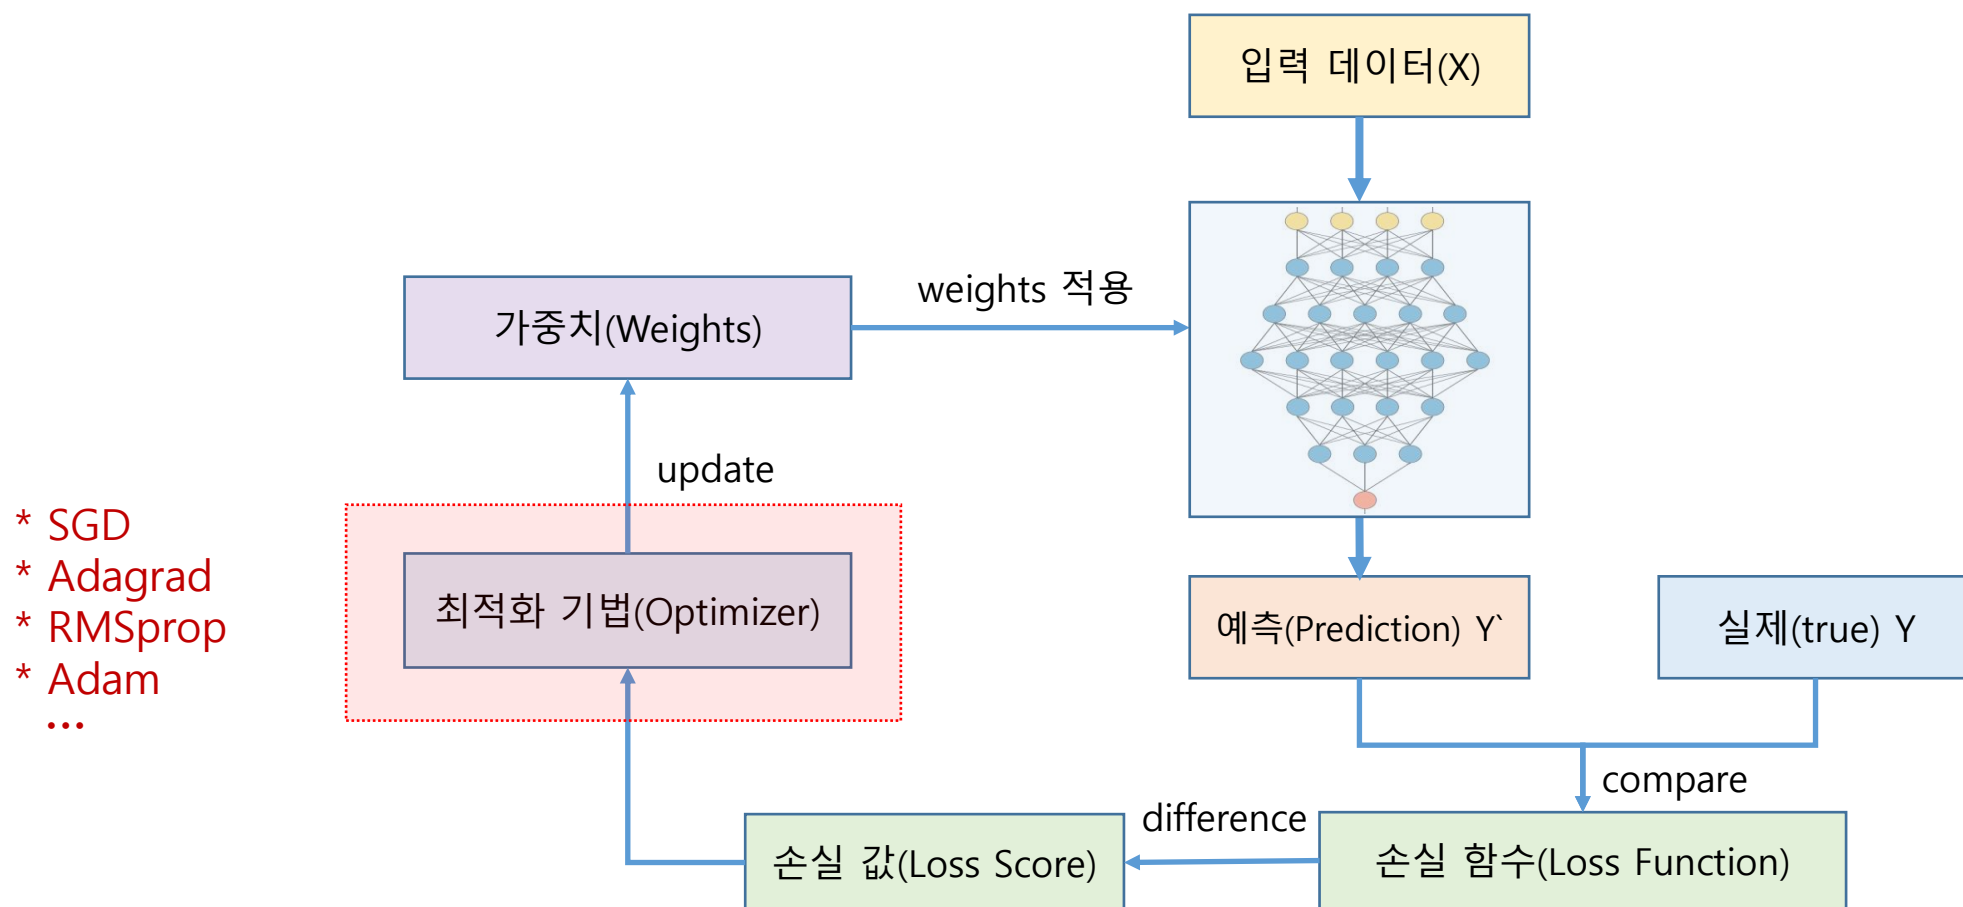 입력 데이터(X)
weights 적용
가중치(Weights)
update
* SGD
* Adagrad
* RMSprop
* Adam
...
최적화 기법(Optimizer)
예측(Prediction) Y`
실제(true) Y
compare
difference
손실 값(Loss Score)
손실 함수(Loss Function)